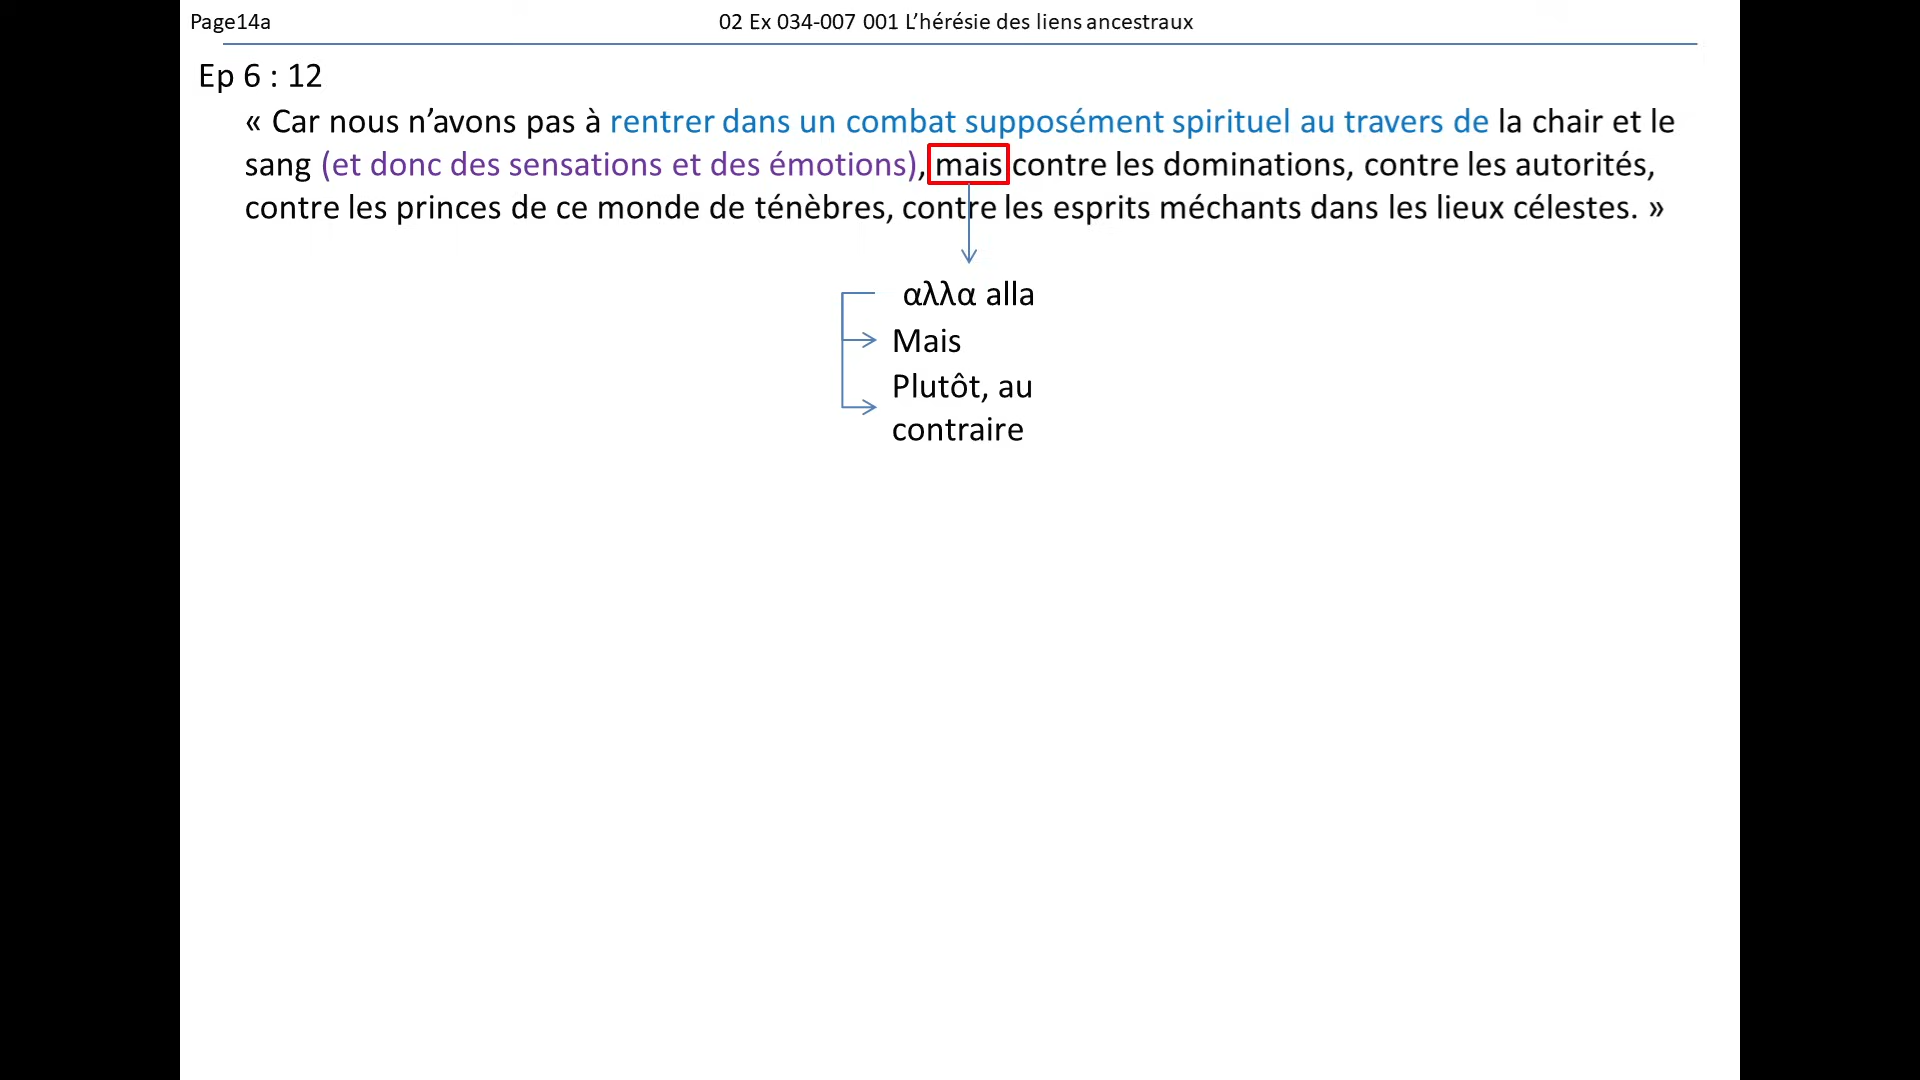 Page14a
02 Ex 034-007 001 L’hérésie des liens ancestraux
Ep 6 : 12
« Car nous n’avons pas à rentrer dans un combat supposément spirituel au travers de la chair et le
sang (et donc des sensations et des émotions), mais contre les dominations, contre les autorités,
contre les princes de ce monde de ténèbres, contre les esprits méchants dans les lieux célestes. »
αλλα alla
Mais
Plutôt, au
contraire